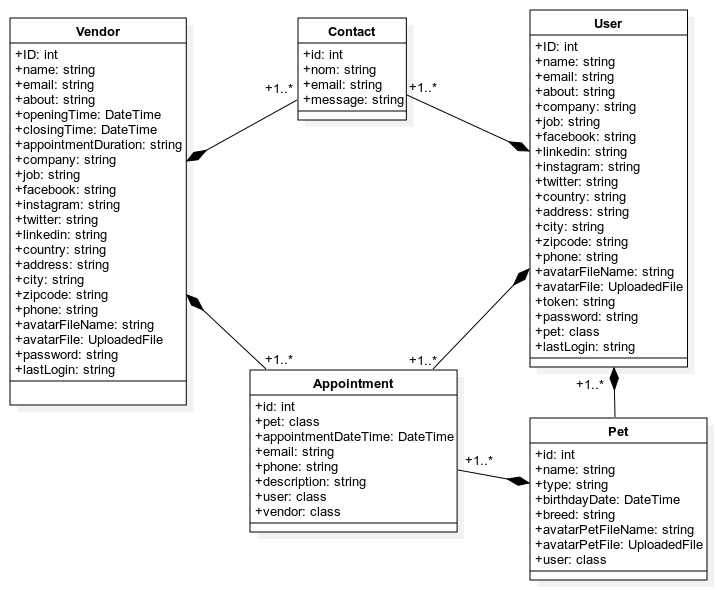 Vendor
+ID: int
+name: string
+email: string
+about: string
+openingTime: DateTime
+closingTime: DateTime
+appointmentDuration: string
+company: string
+job: string
+facebook: string
+instagram: string
+twitter: string
+linkedin: string
+country: string
+address: string
+city: string
+zipcode: string
+phone: string
+avatarFileName: string
+avatarFile: UploadedFile
+password: string
+lastLogin: string
+1..*
Contact
+id: int
+nom: string
+email: string
+message: string
+1..*
User
+ID: int
+name: string
+email: string
+about: string
+company: string
+job: string
+facebook: string
+linkedin: string
+instagram: string
+twitter: string
+country: string
+address: string
+city: string
+zipcode: string
+phone: string
+avatarFileName: string
+avatarFile: UploadedFile
+token: string
+password: string
+pet: class
+lastLogin: string
+1..*
+1..*
+1..*
Appointment
+id: int
+pet: class
+appointmentDateTime: DateTime
+email: string
+phone: string
+description: string
+user: class
+vendor: class
+1..*
Pet
+id: int
+name: string
+type: string
+birthdayDate: DateTime
+breed: string
+avatarPetFileName: string
+avatarPetFile: UploadedFile
+user: class